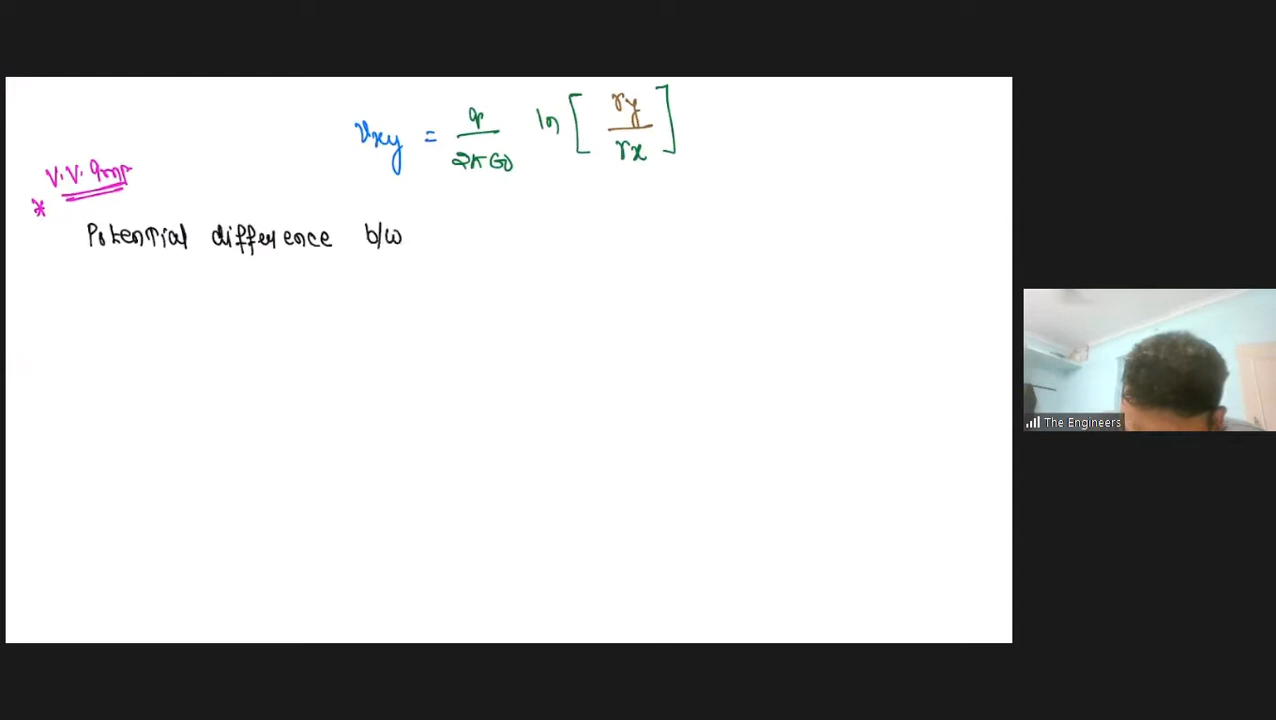 Vxy = q/2πε0 ln [ ry/rx ]
V.V. Imp
* Potential difference b/w
The Engineers